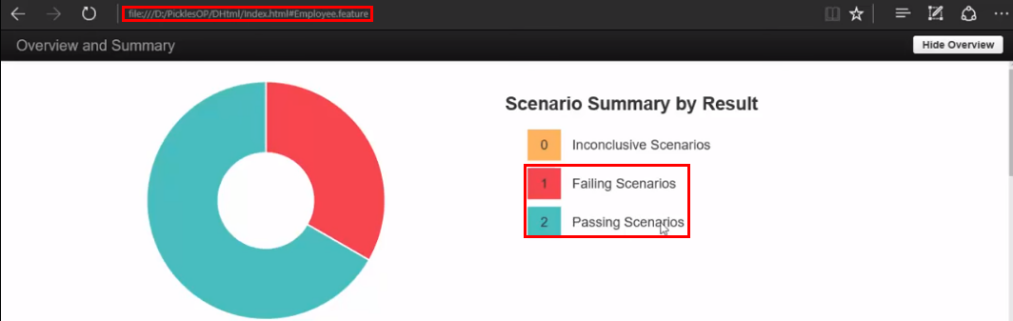 file:///D:/PicklesOP/DHtml/Index.html#Employee.feature
Overview and Summary
Hide Overview
Scenario Summary by Result
0 Inconclusive Scenarios
1 Failing Scenarios
2 Passing Scenarios